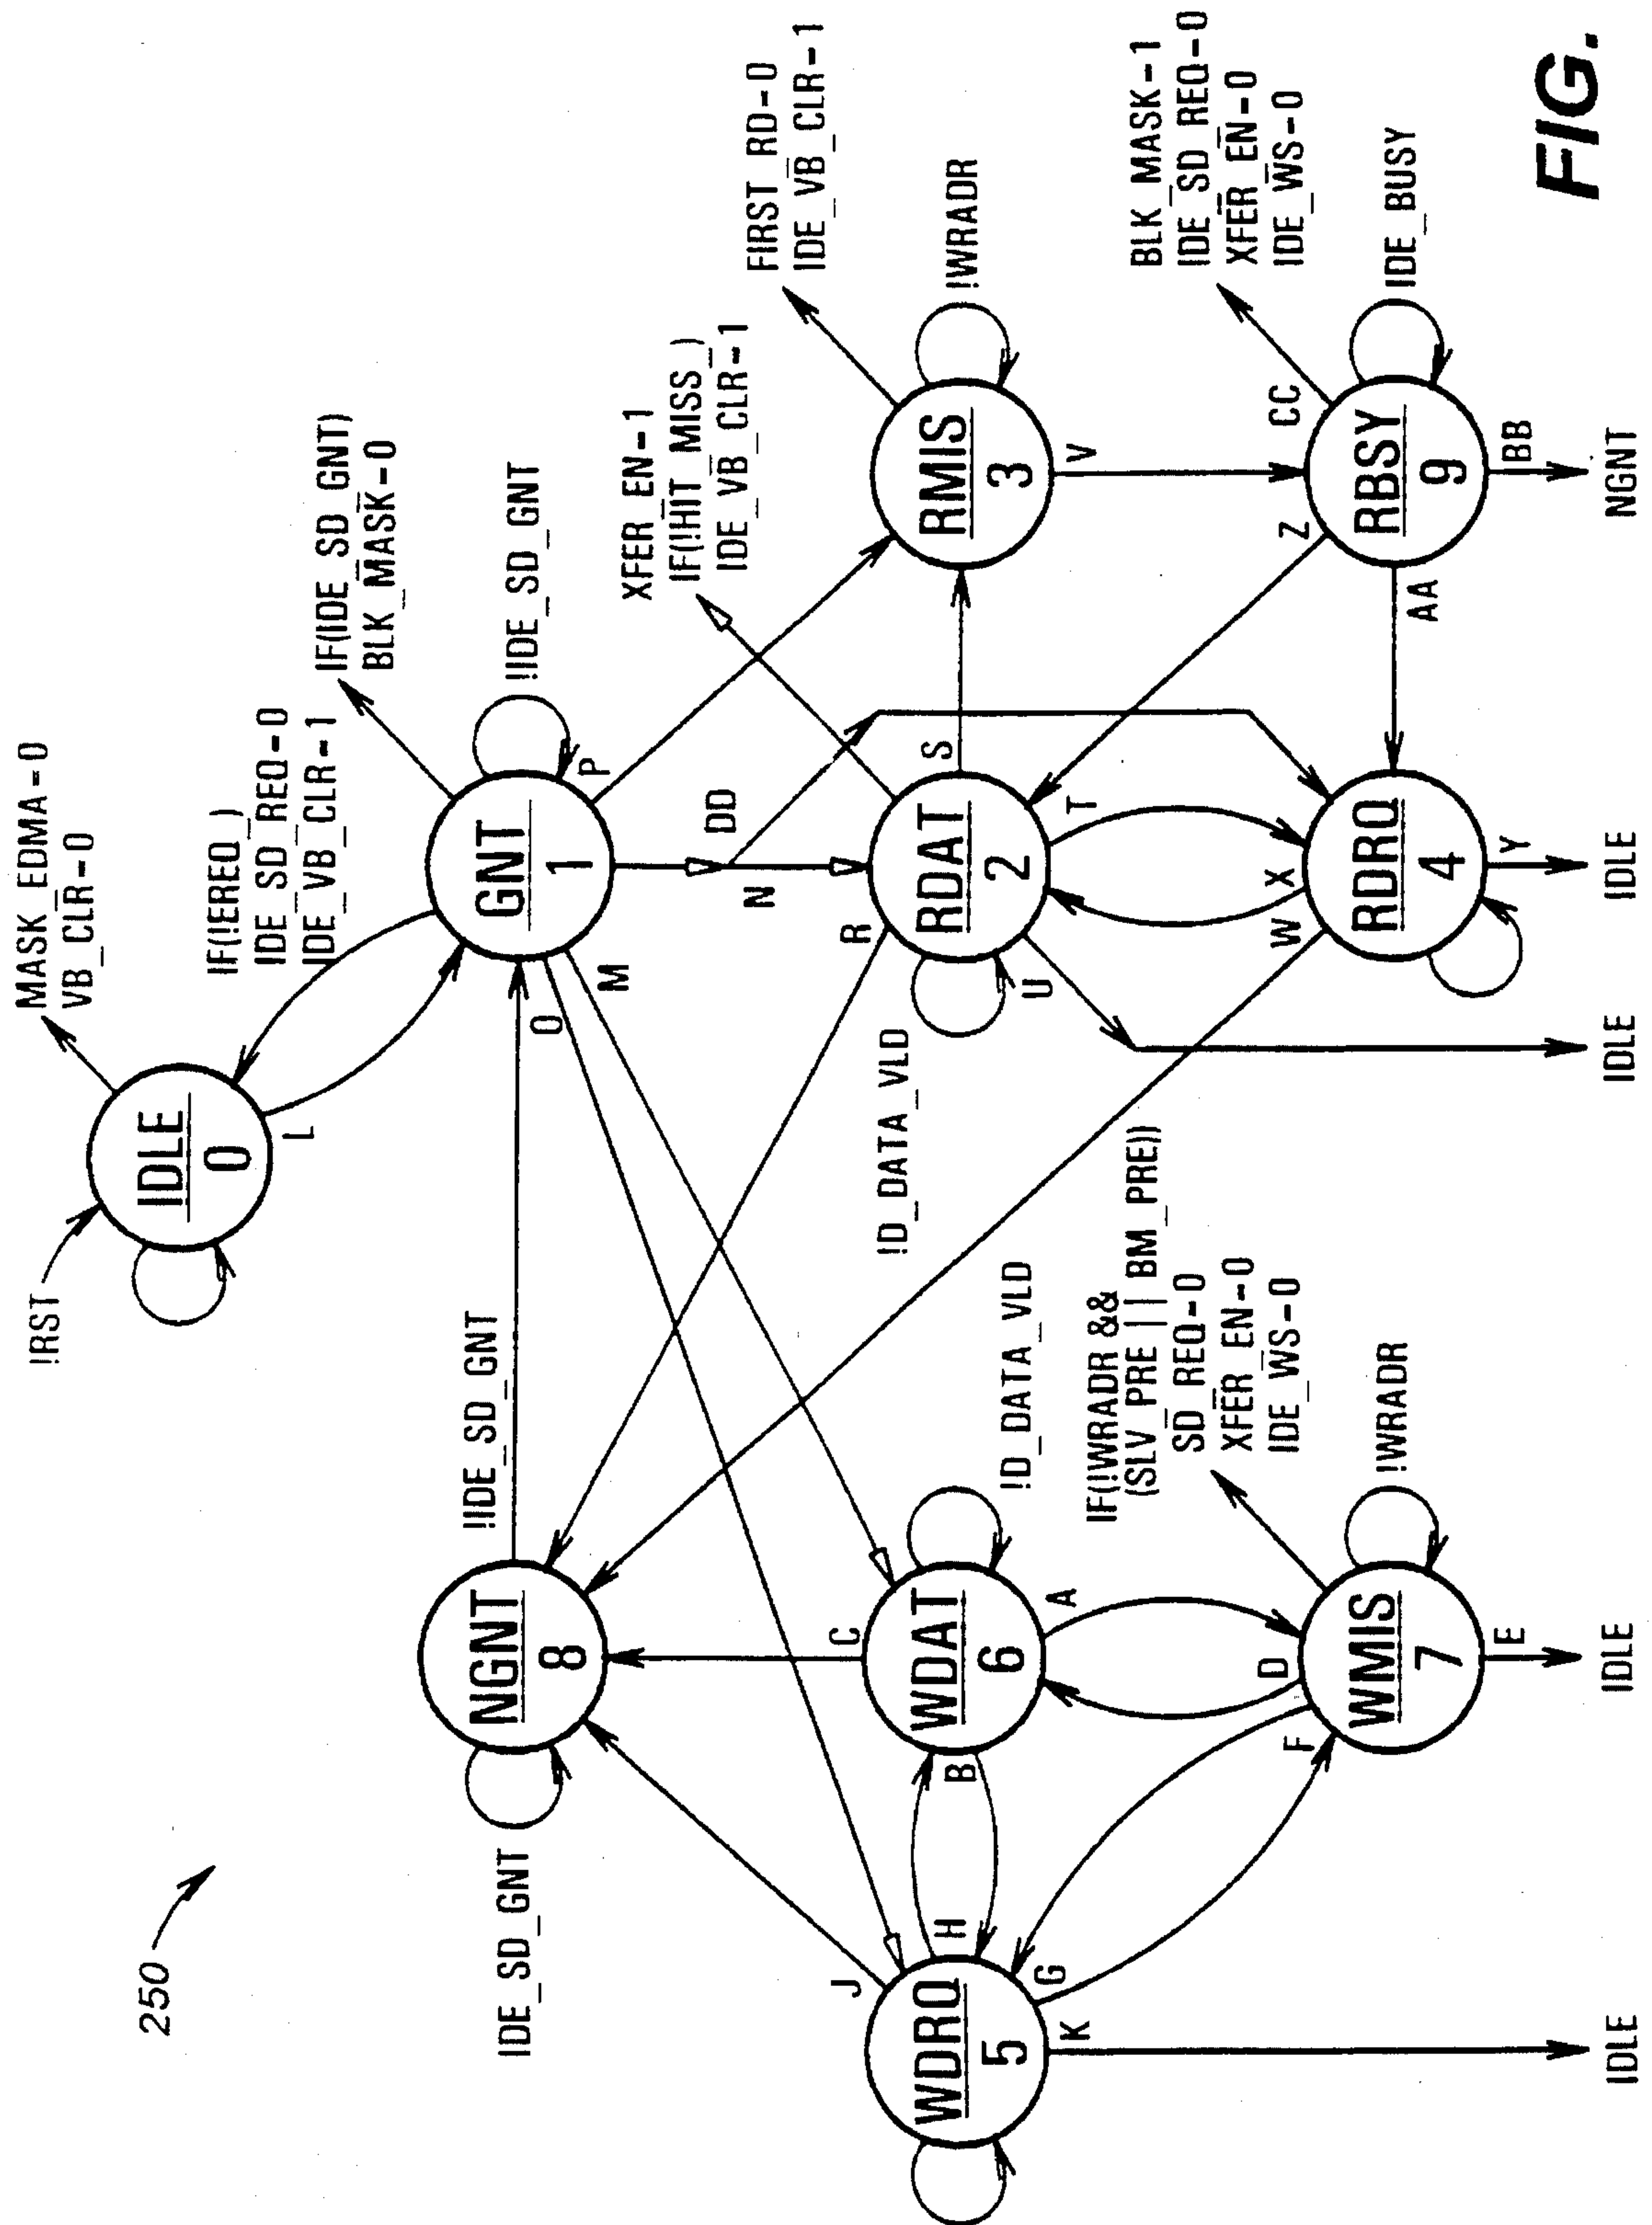 250
!RST
IDLE
0
MASK_EDMA=0
VB_CLR=0
L
IF(!EREQ_)
IDE_SD_REQ=0
IDE_VB_CLR=1
IF(IDE_SD_GNT)
BLK_MASK=0
NGNT
8
IDE_SD_GNT
!IDE_SD_GNT
GNT
1
!IDE_SD_GNT
O
M
P
N
DD
XFER_EN=1
IF(!HIT_MISS_)
IDE_VB_CLR=1
FIRST_RD=0
IDE_VB_CLR=1
WDRQ
5
J
H
G
K
WDAT
6
C
B
A
!D_DATA_VLD
RDAT
2
R
S
T
U
!D_DATA_VLD
RMIS
3
!WRADR
V
IF(!WRADR &&
(SLV_PRE || BM_PRE))
SD_REQ=0
XFER_EN=0
IDE_WS=0
WMIS
7
D
F
E
!WRADR
RDRQ
4
W
X
Y
RBSY
9
Z
AA
BB
CC
BLK_MASK=1
IDE_SD_REQ=0
XFER_EN=0
IDE_WS=0
IDE_BUSY
IDLE
IDLE
IDLE
IDLE
NGNT
FIG.